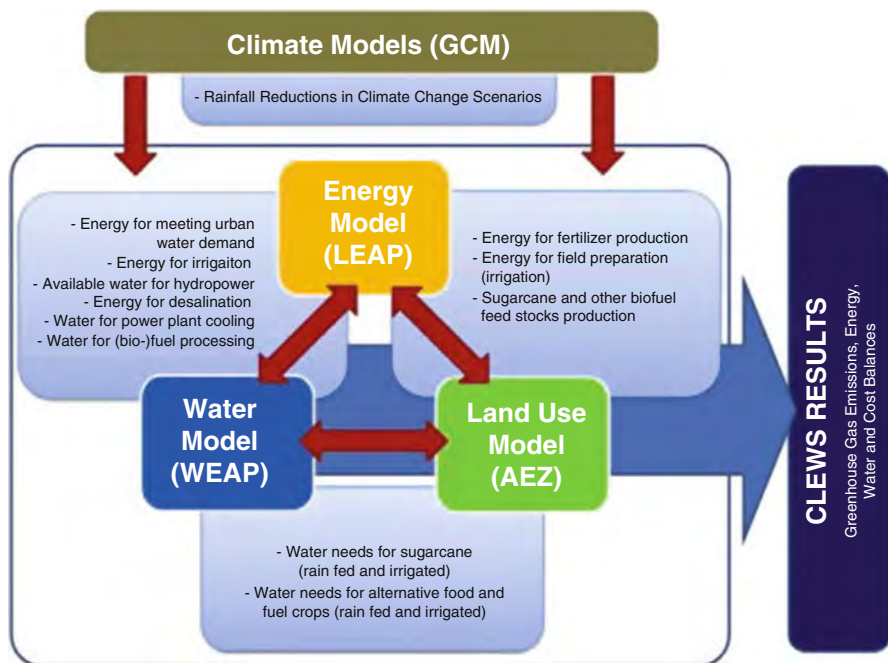 Climate Models (GCM)
- Rainfall Reductions in Climate Change Scenarios
Energy
Model
(LEAP)
- Energy for meeting urban
water demand
- Energy for irrigaiton
- Available water for hydropower
- Energy for desalination
- Water for power plant cooling
- Water for (bio-)fuel processing
- Energy for fertilizer production
- Energy for field preparation
(irrigation)
- Sugarcane and other biofuel
feed stocks production
Water
Model
(WEAP)
Land Use
Model
(AEZ)
- Water needs for sugarcane
(rain fed and irrigated)
- Water needs for alternative food and
fuel crops (rain fed and irrigated)
CLEWS RESULTS
Greenhouse Gas Emissions, Energy,
Water and Cost Balances